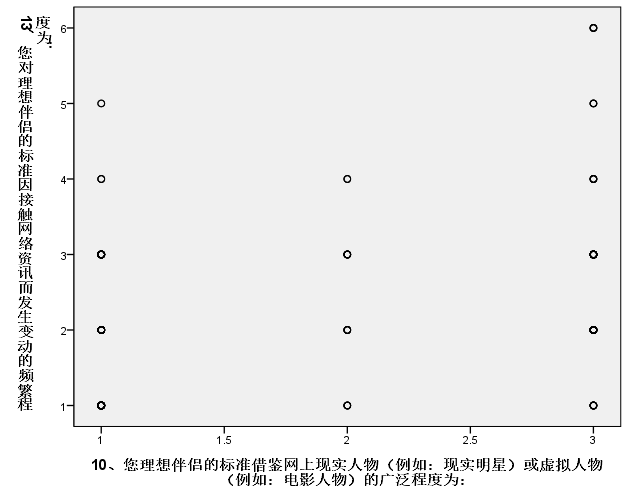 13、您对理想伴侣的标准因接触网络资讯而发生变动的频繁程
度为：
6
5
4
3
2
1
1 1.5 2 2.5 3
10、您理想伴侣的标准借鉴网上现实人物（例如：现实明星）或虚拟人物
（例如：电影人物）的广泛程度为：